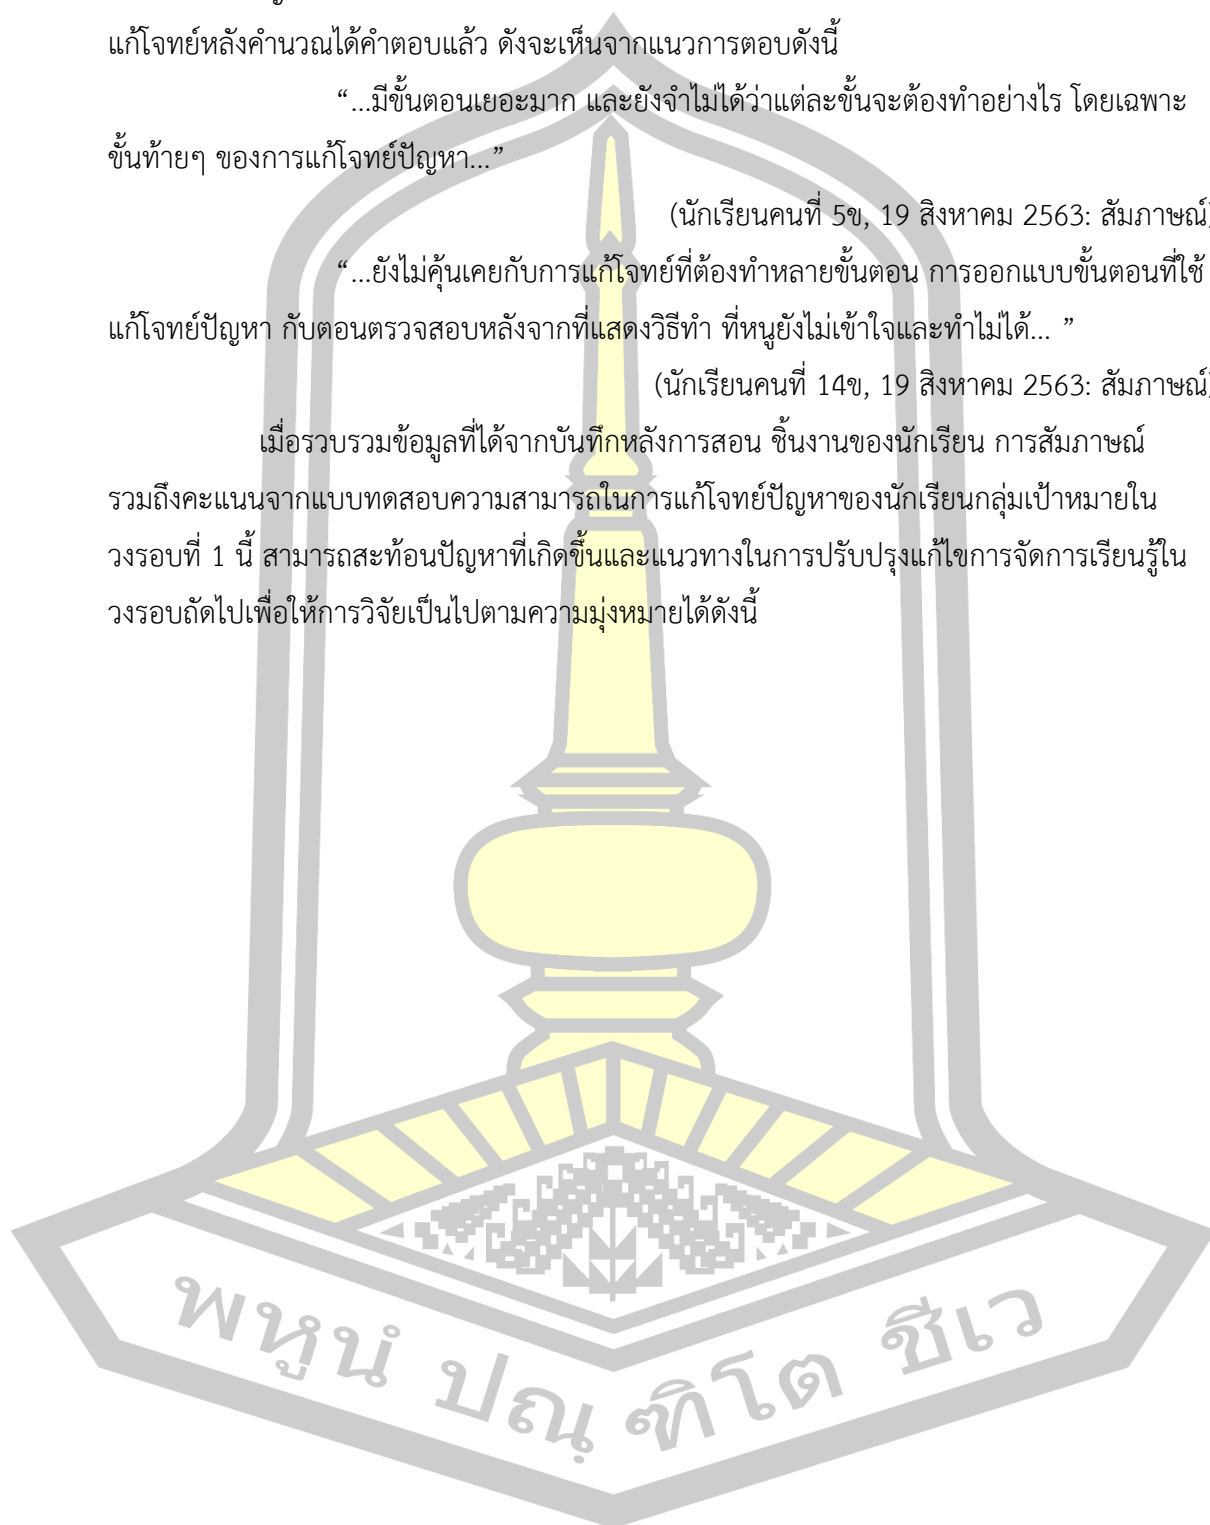 แก้โจทย์หลังคำนวณได้คำตอบแล้ว ดังจะเห็นจากแนวการตอบดังนี้
“...มีขั้นตอนเยอะมาก และยังจำไม่ได้ว่าแต่ละขั้นจะต้องทำอย่างไร โดยเฉพาะ
ขั้นท้ายๆ ของการแก้โจทย์ปัญหา...”
(นักเรียนคนที่ 5ข, 19 สิงหาคม 2563: สัมภาษณ์)
“...ยังไม่คุ้นเคยกับการแก้โจทย์ที่ต้องทำหลายขั้นตอน การออกแบบขั้นตอนที่ใช้
แก้โจทย์ปัญหา กับตอนตรวจสอบหลังจากที่แสดงวิธีทำ ที่หนูยังไม่เข้าใจและทำไม่ได้... ”
(นักเรียนคนที่ 14ข, 19 สิงหาคม 2563: สัมภาษณ์)
เมื่อรวบรวมข้อมูลที่ได้จากบันทึกหลังการสอน ชิ้นงานของนักเรียน การสัมภาษณ์
รวมถึงคะแนนจากแบบทดสอบความสามารถในการแก้โจทย์ปัญหาของนักเรียนกลุ่มเป้าหมายใน
วงรอบที่ 1 นี้ สามารถสะท้อนปัญหาที่เกิดขึ้นและแนวทางในการปรับปรุงแก้ไขการจัดการเรียนรู้ใน
วงรอบถัดไปเพื่อให้การวิจัยเป็นไปตามความมุ่งหมายได้ดังนี้
พหูนํ ปณฺฑิโต ชีเว